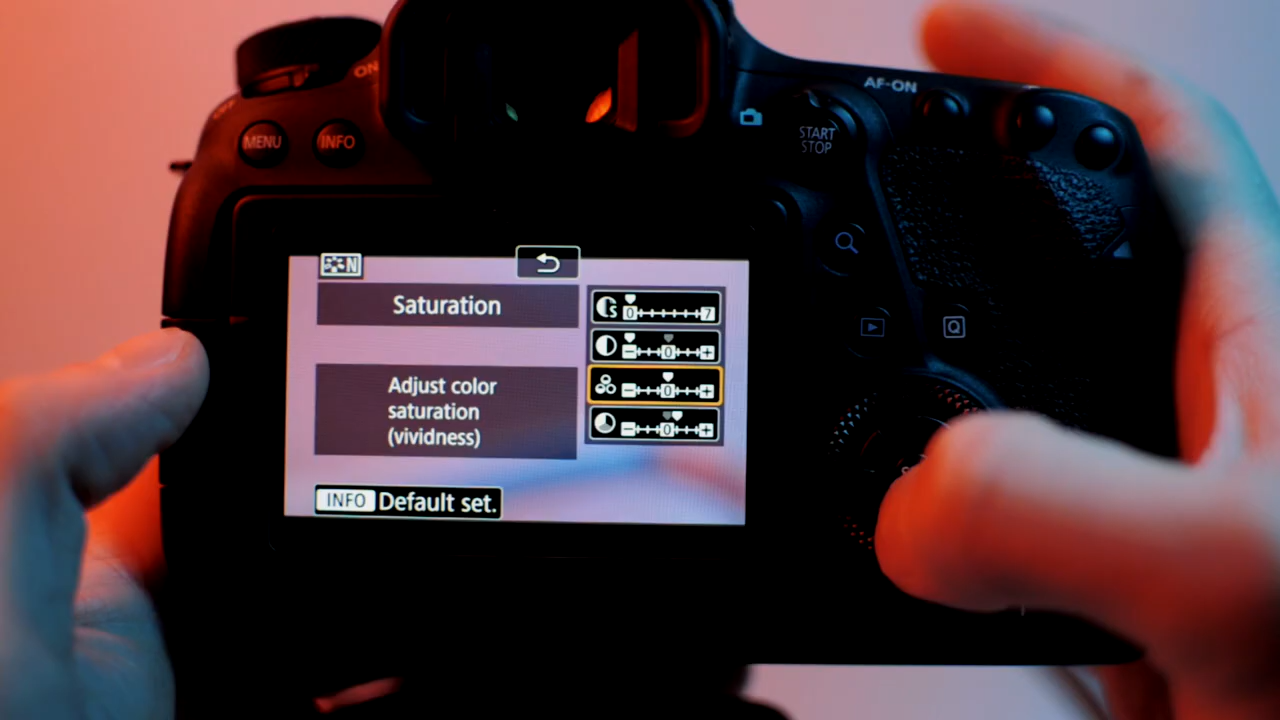 ON
AF-ON
MENU
INFO
START
STOP
N
Saturation
S 0 7
0
Adjust color
saturation
(vividness)
0
0
Q
INFO Default set.